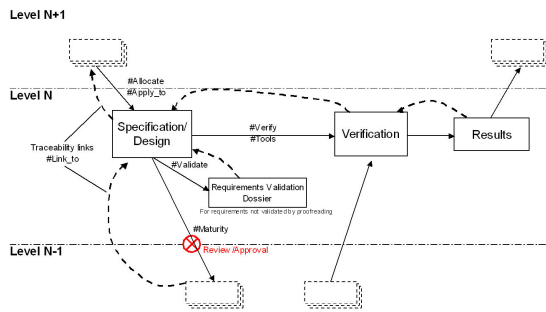 Level N+1
#Allocate
#Apply_to
Level N
Specification/
Design
#Verify
#Tools
Verification
Results
Traceability links
#Link_to
#Validate
Requirements Validation
Dossier
For requirements not validated by proofreading
#Maturity
Review /Approval
Level N-1